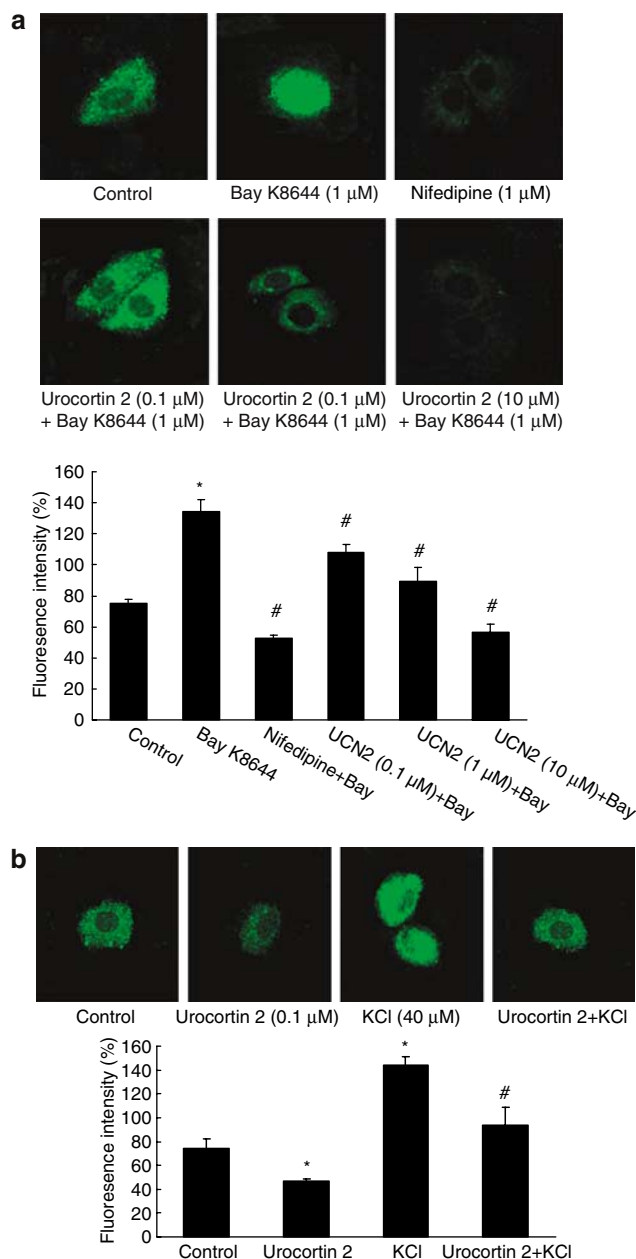 a
Control
Bay K8644 (1 μM)
Nifedipine (1 μM)
Urocortin 2 (0.1 μM)
+ Bay K8644 (1 μM)
Urocortin 2 (0.1 μM)
+ Bay K8644 (1 μM)
Urocortin 2 (10 μM)
+ Bay K8644 (1 μM)
Fluoresence intensity (%)
160
140
120
100
80
60
40
20
0
*
#
#
#
#
Control
Bay K8644
Nifedipine+Bay
UCN2 (0.1 μM)+Bay
UCN2 (1 μM)+Bay
UCN2 (10 μM)+Bay
b
Control
Urocortin 2 (0.1 μM)
KCl (40 μM)
Urocortin 2+KCl
Fluoresence intensity (%)
160
140
120
100
80
60
40
20
0
*
*
#
Control
Urocortin 2
KCl
Urocortin 2+KCl